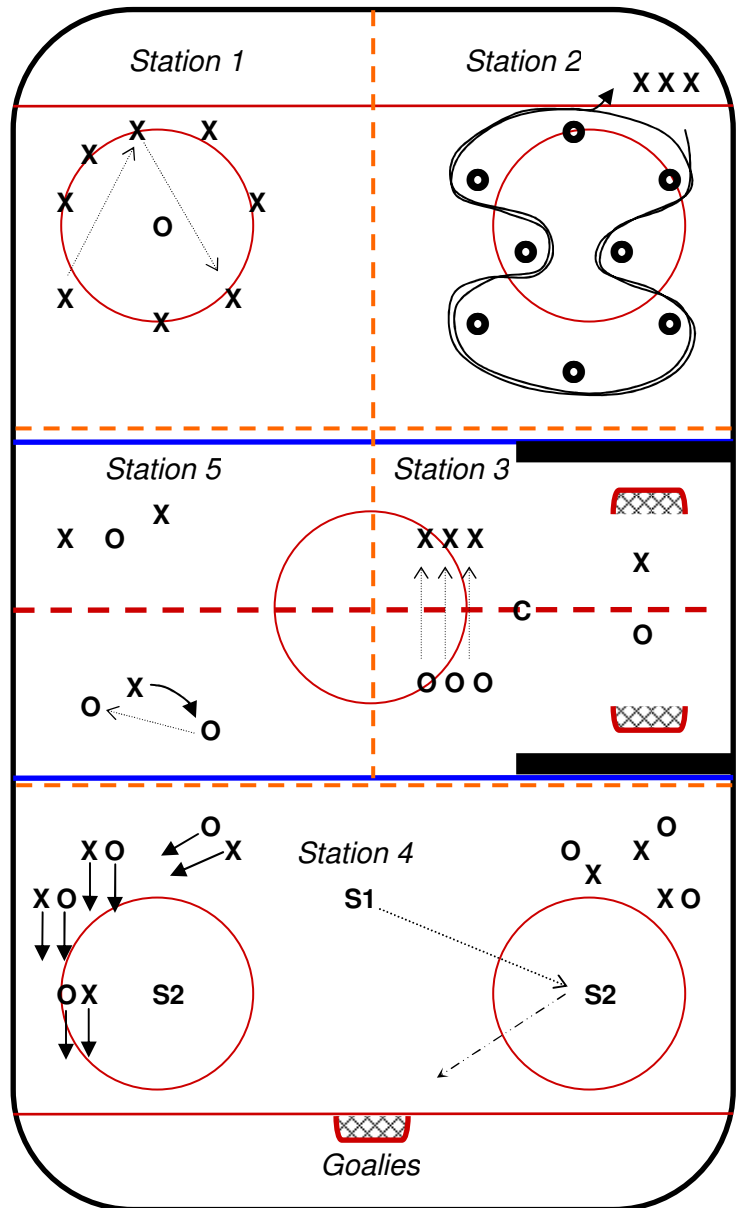 Station 1
Station 2
X X X
X X
X
X X
O
X X
X
Station 5
Station 3
X
X O
X X X
X
C
O
X
O
O O O
O
O
X O
X
Station 4
O
X
O
X
X O
X O
S1
X O
O X
S2
S2
Goalies